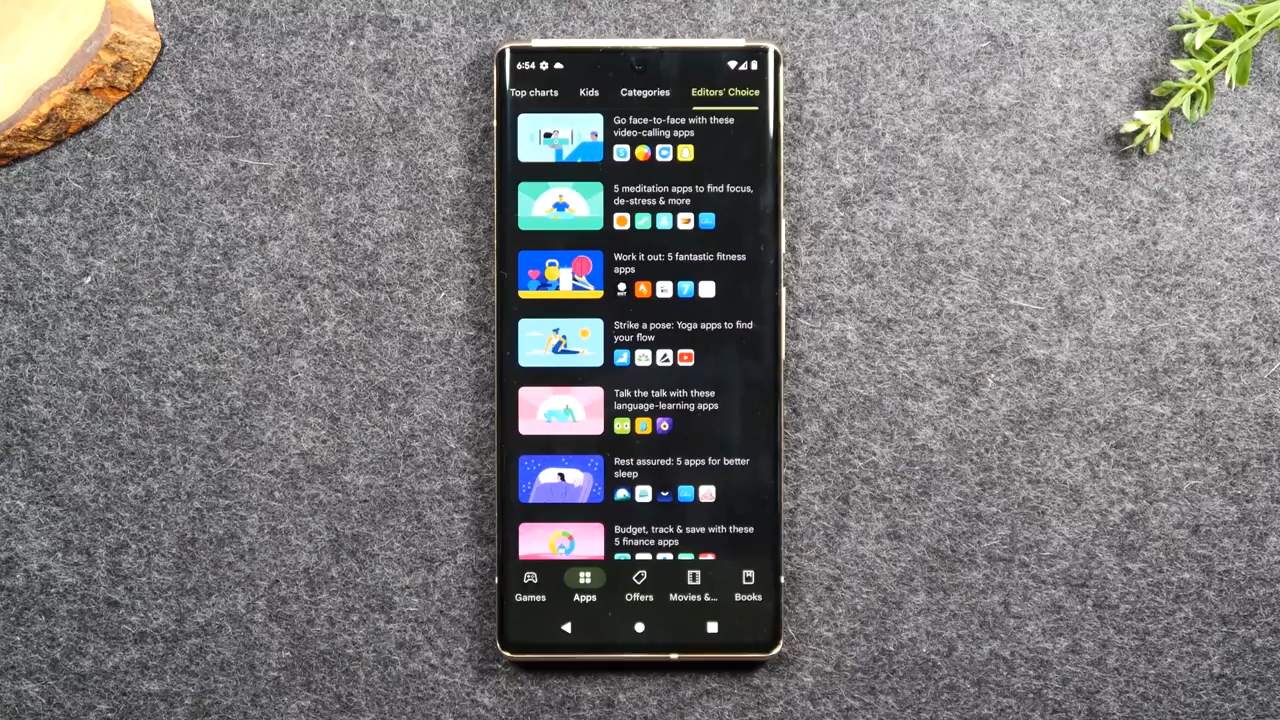 6:54
Top charts Kids Categories Editors' Choice
Go face-to-face with these
video-calling apps
5 meditation apps to find focus,
de-stress & more
Work it out: 5 fantastic fitness
apps
Strike a pose: Yoga apps to find
your flow
Talk the talk with these
language-learning apps
Rest assured: 5 apps for better
sleep
Budget, track & save with these
5 finance apps
Games Apps Offers Movies &... Books